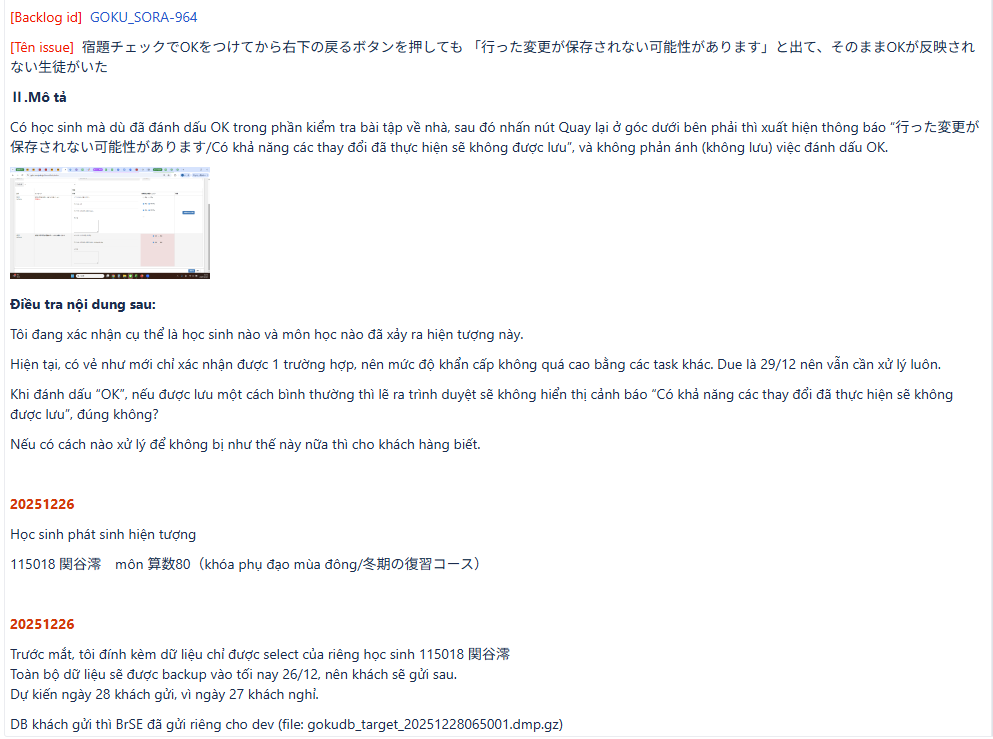 [Backlog id] GOKU_SORA-964
[Tên issue] 宿題チェックでOKをつけてから右下の戻るボタンを押しても 「行った変更が保存されない可能性があります」と出て、そのままOKが反映され
ない生徒がいた
Ⅱ.Mô tả
Có học sinh mà dù đã đánh dấu OK trong phần kiểm tra bài tập về nhà, sau đó nhấn nút Quay lại ở góc dưới bên phải thì xuất hiện thông báo “行った変更が
保存されない可能性があります/Có khả năng các thay đổi đã thực hiện sẽ không được lưu”, và không phản ánh (không lưu) việc đánh dấu OK.
Điều tra nội dung sau:
Tôi đang xác nhận cụ thể là học sinh nào và môn học nào đã xảy ra hiện tượng này.
Hiện tại, có vẻ như mới chỉ xác nhận được 1 trường hợp, nên mức độ khẩn cấp không quá cao bằng các task khác. Due là 29/12 nên vẫn cần xử lý luôn.
Khi đánh dấu “OK”, nếu được lưu một cách bình thường thì lẽ ra trình duyệt sẽ không hiển thị cảnh báo “Có khả năng các thay đổi đã thực hiện sẽ không
được lưu”, đúng không?
Nếu có cách nào xử lý để không bị như thế này nữa thì cho khách hàng biết.
20251226
Học sinh phát sinh hiện tượng
115018 関谷澪 môn 算数80（khóa phụ đạo mùa đông/冬期の復習コース）
20251226
Trước mắt, tôi đính kèm dữ liệu chỉ được select của riêng học sinh 115018 関谷澪
Toàn bộ dữ liệu sẽ được backup vào tối nay 26/12, nên khách sẽ gửi sau.
Dự kiến ngày 28 khách gửi, vì ngày 27 khách nghỉ.
DB khách gửi thì BrSE đã gửi riêng cho dev (file: gokudb_target_20251228065001.dmp.gz)